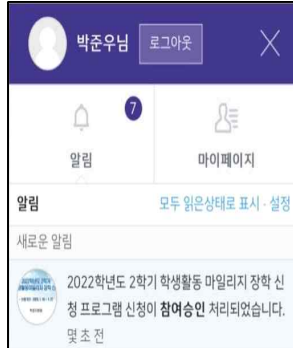 박준우님 로그아웃
7
알림 마이페이지
알림 모두 읽은상태로 표시 · 설정
새로운 알림
2022학년도 2학기 학생활동 마일리지 장학 신
청 프로그램 신청이 참여승인 처리되었습니다.
몇 초 전